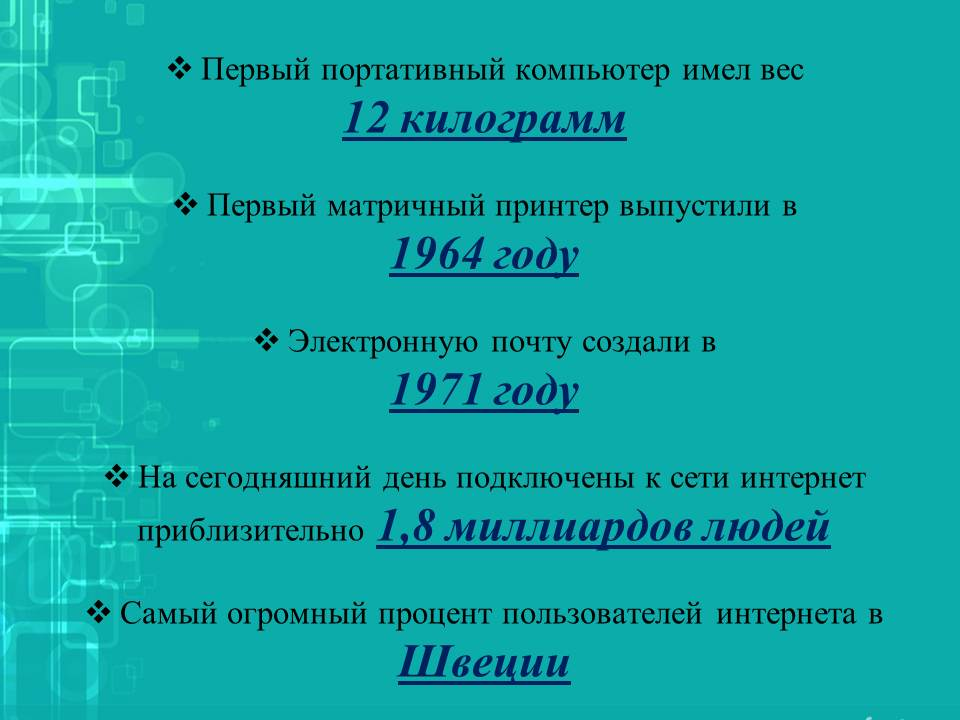 ❖ Первый портативный компьютер имел вес
12 килограмм
❖ Первый матричный принтер выпустили в
1964 году
❖ Электронную почту создали в
1971 году
❖ На сегодняшний день подключены к сети интернет
приблизительно 1,8 миллиардов людей
❖ Самый огромный процент пользователей интернета в
Швеции